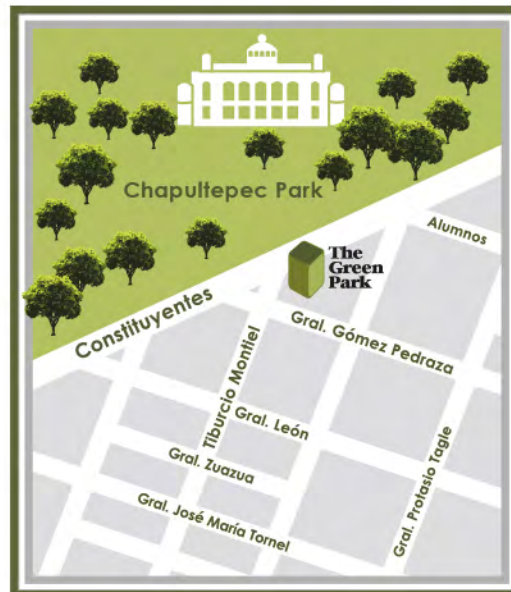 Chapultepec Park
Alumnos
The
Green
Park
Constituyentes
Gral. Gómez Pedraza
Tiburcio Montiel
Gral. León
Gral. Zuazua
Gral. Protasio Tagle
Gral. José María Tornel